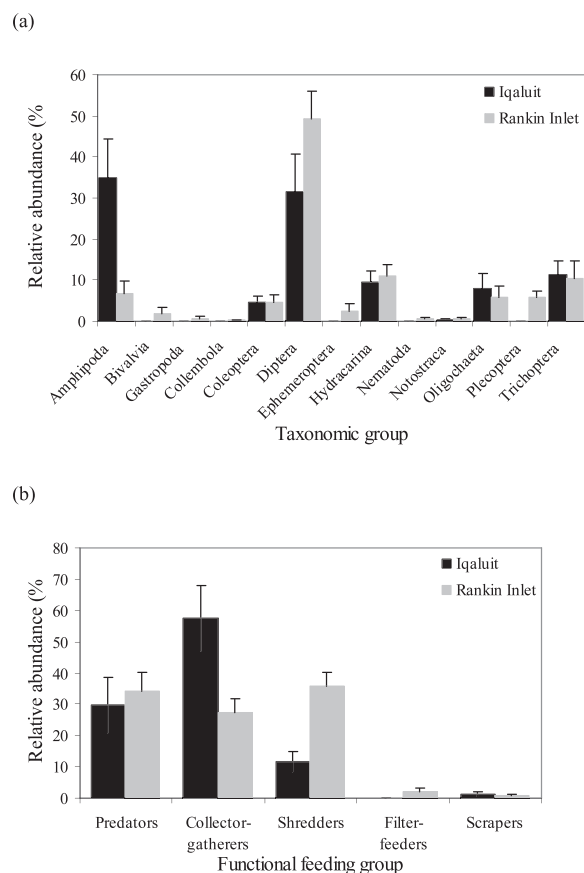 (a)
60
50
40
30
20
10
0
Relative abundance (%
Iqaluit
Rankin Inlet
Amphipoda
Bivalvia
Gastropoda
Collembola
Coleoptera
Diptera
Ephemeroptera
Hydracarina
Nematoda
Notostraca
Oligochaeta
Plecoptera
Trichoptera
Taxonomic group
(b)
80
70
60
50
40
30
20
10
0
Relative abundance (%
Iqaluit
Rankin Inlet
Predators
Collector-
gatherers
Shredders
Filter-
feeders
Scrapers
Functional feeding group